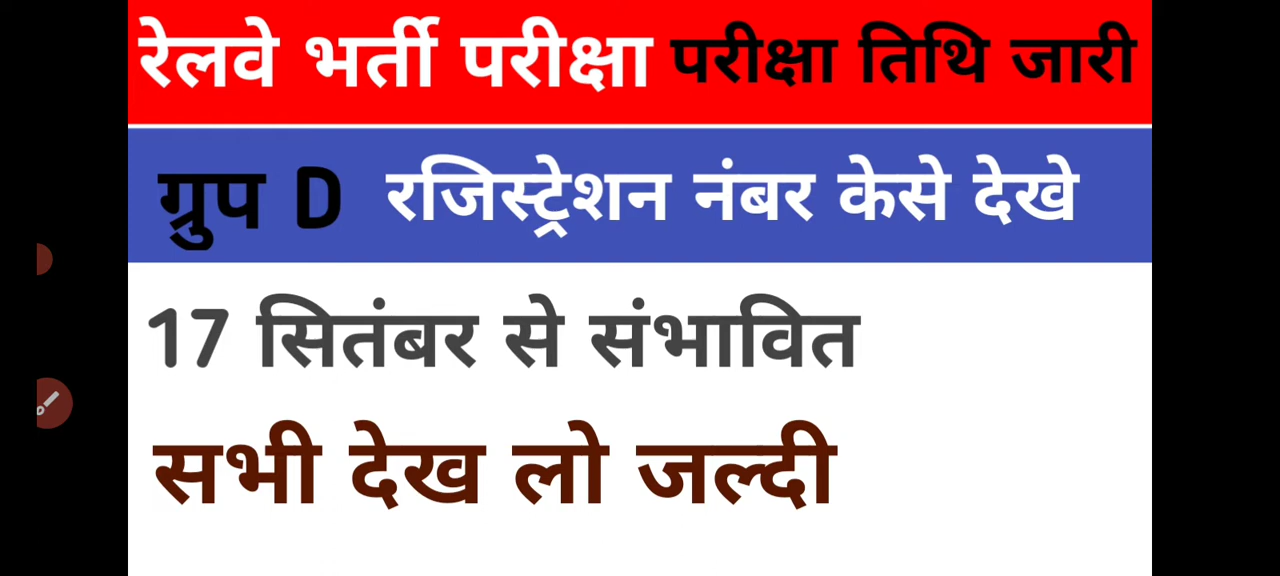 रेलवे भर्ती परीक्षा परीक्षा तिथि जारी
ग्रुप D रजिस्ट्रेशन नंबर केसे देखे
17 सितंबर से संभावित
सभी देख लो जल्दी